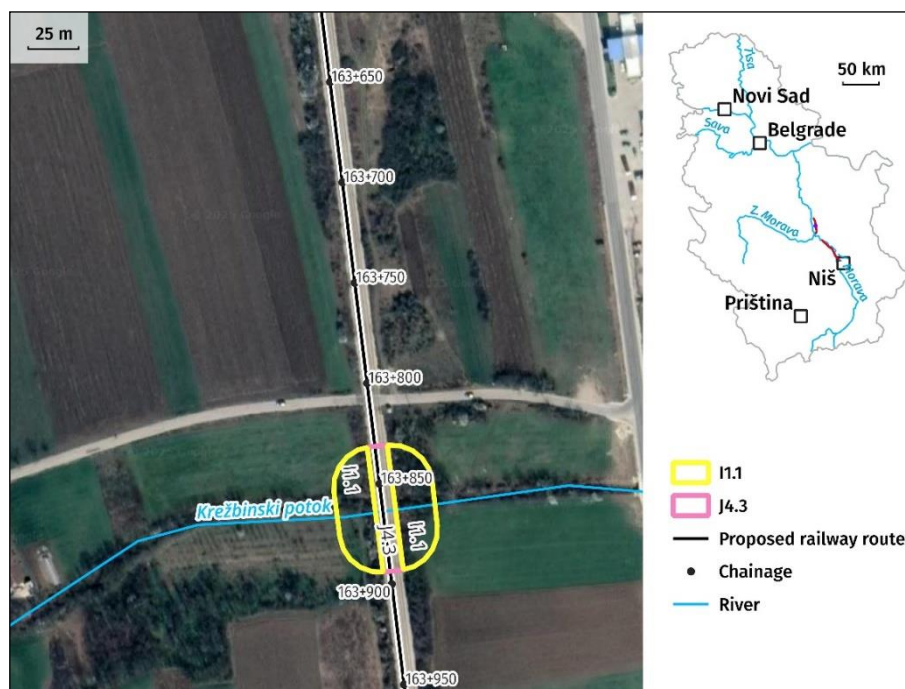 25 m
163+650
163+700
163+750
163+800
I1.1
163+850
Krežbinski potok
J4.3
I1.1
163+900
163+950
50 km
Tisa
Novi Sad
Sava
Belgrade
Z. Morava
Niš
Morava
Priština
I1.1
J4.3
Proposed railway route
Chainage
River